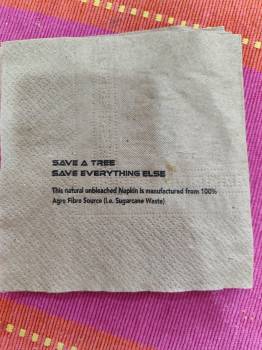 SAVE A TREE
SAVE EVERYTHING ELSE
This natural unbleached Napkin is manufactured from 100%
Agro Fibre Source (i.e. Sugarcane Waste)